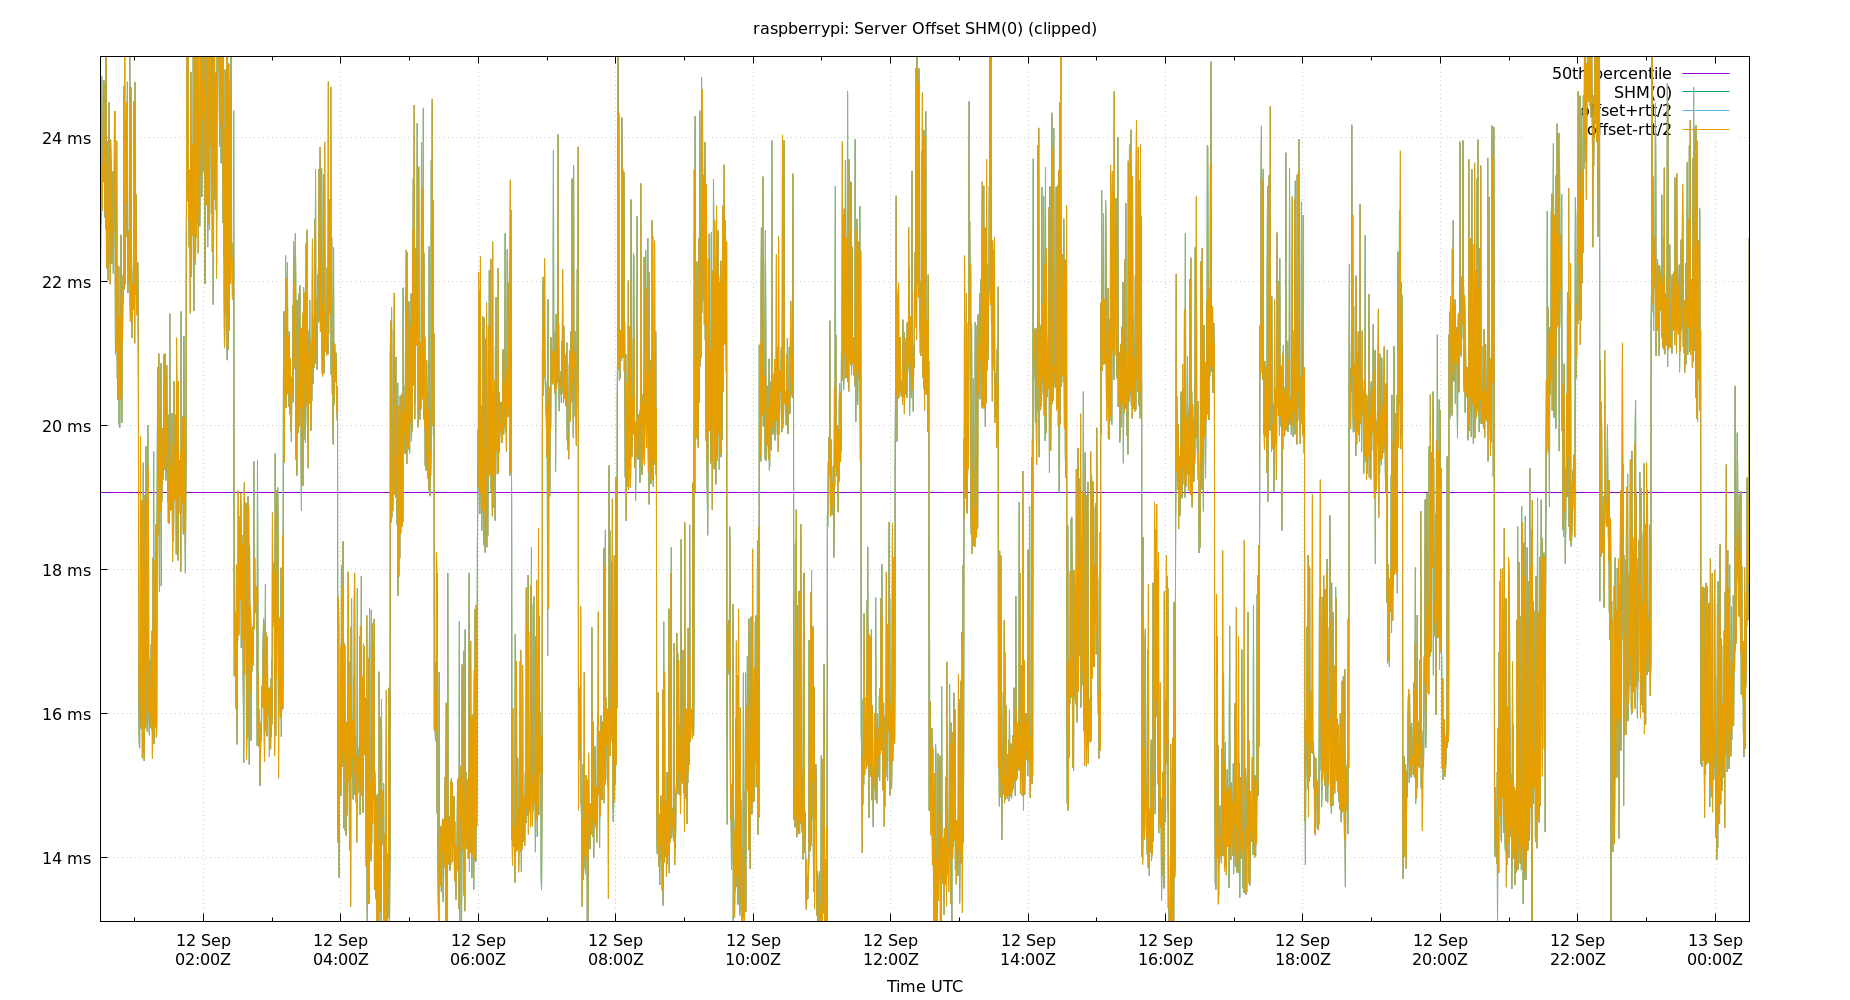 raspberrypi: Server Offset SHM(0) (clipped)
50th percentile
SHM(0)
offset+rtt/2
offset-rtt/2
24 ms
22 ms
20 ms
18 ms
16 ms
14 ms
12 Sep 12 Sep 12 Sep 12 Sep 12 Sep 12 Sep 12 Sep 12 Sep 12 Sep 12 Sep 12 Sep 13 Sep
02:00Z 04:00Z 06:00Z 08:00Z 10:00Z 12:00Z 14:00Z 16:00Z 18:00Z 20:00Z 22:00Z 00:00Z
Time UTC